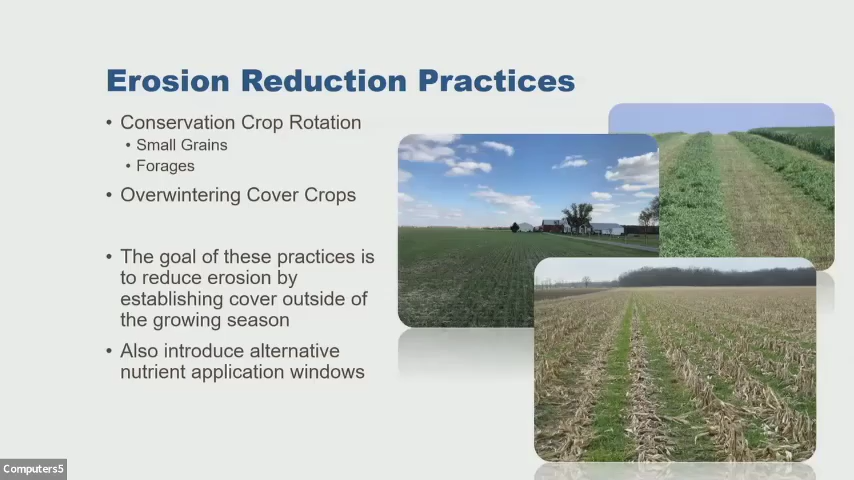 Erosion Reduction Practices
• Conservation Crop Rotation
• Small Grains
• Forages
• Overwintering Cover Crops
• The goal of these practices is
to reduce erosion by
establishing cover outside of
the growing season
• Also introduce alternative
nutrient application windows
Computers5